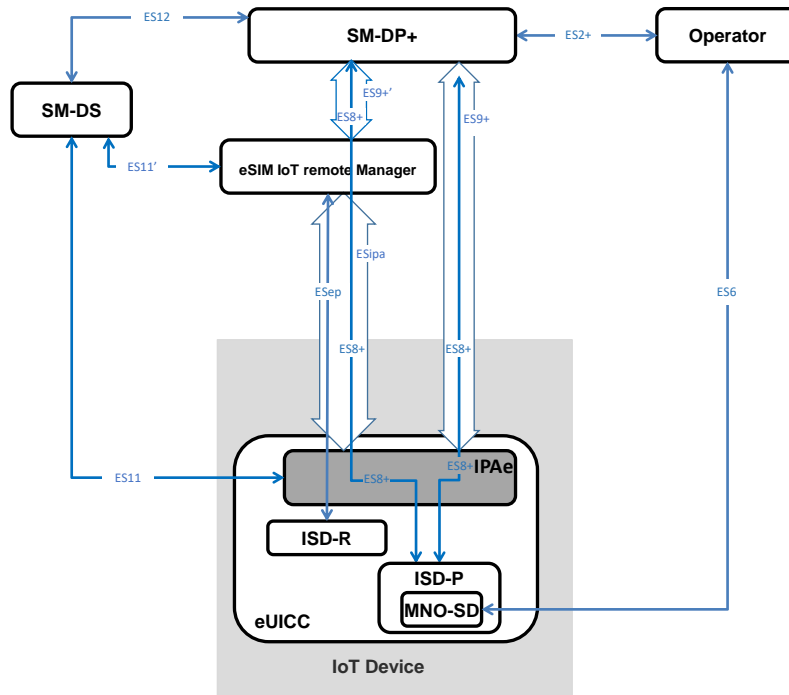 ES12
SM-DP+
ES2+
Operator
SM-DS
ES9+’
ES8+
ES9+
ES11’
eSIM IoT remote Manager
ESipa
ESep
ES6
ES8+
ES8+
ES8+
IPAe
ES11
ES8+
ISD-R
ISD-P
MNO-SD
eUICC
IoT Device